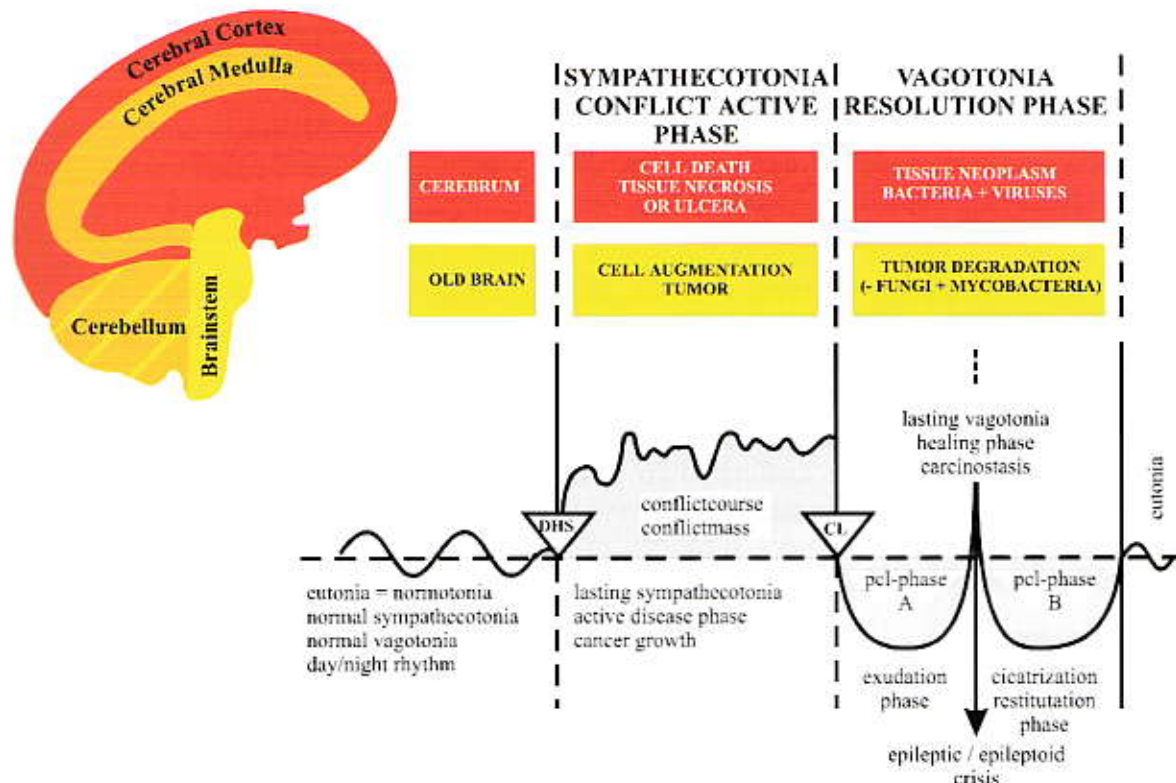 Cerebral Cortex
Cerebral Medulla
Cerebellum
Brainstem
SYMPATHECOTONIA
CONFLICT ACTIVE
PHASE
VAGOTONIA
RESOLUTION PHASE
CEREBRUM
CELL DEATH
TISSUE NECROSIS
OR ULCERA
TISSUE NEOPLASM
BACTERIA + VIRUSES
OLD BRAIN
CELL AUGMENTATION
TUMOR
TUMOR DEGRADATION
(- FUNGI + MYCOBACTERIA)
lasting vagotonia
healing phase
carcinostasis
DHS
conflictcourse
conflictmass
CL
eutonia
eutonia = normotonia
normal sympathecotonia
normal vagotonia
day/night rhythm
lasting sympathecotonia
active disease phase
cancer growth
pcl-phase
A
pcl-phase
B
exudation
phase
cicatrization
restitutation
phase
epileptic / epileptoid
crisis